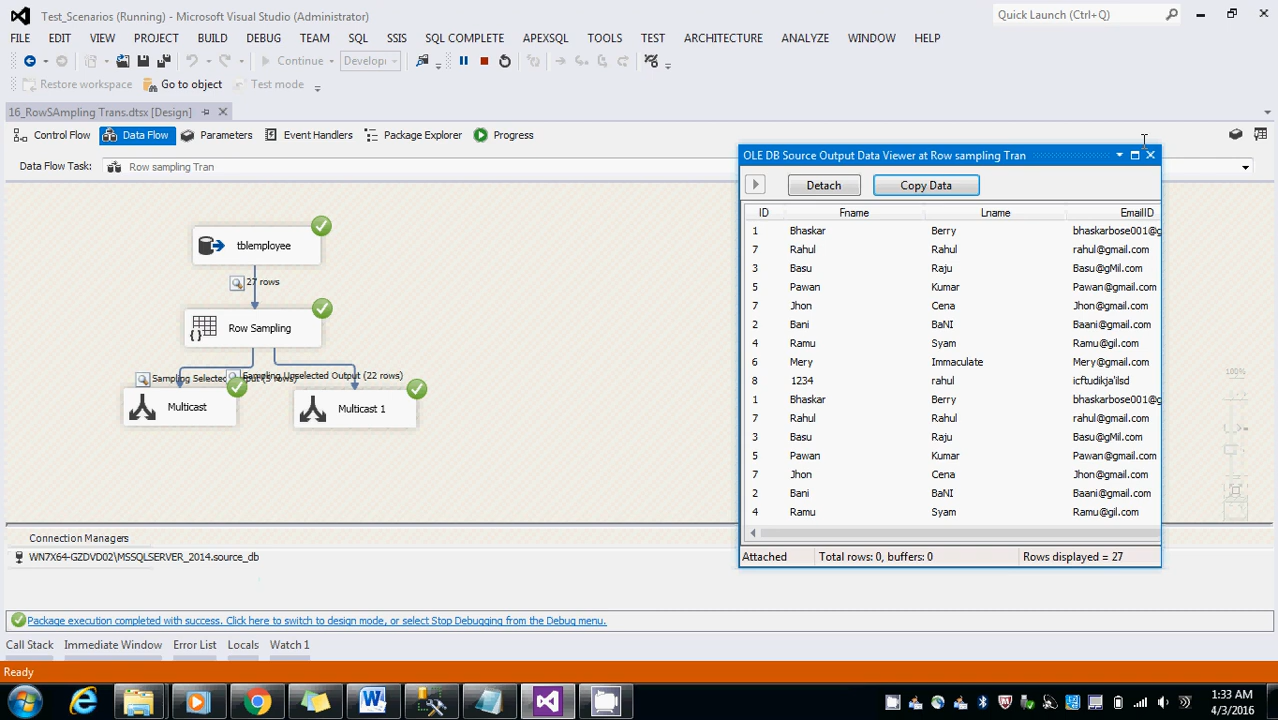 Test_Scenarios (Running) - Microsoft Visual Studio (Administrator)
Quick Launch (Ctrl+Q)
FILE EDIT VIEW PROJECT BUILD DEBUG TEAM SQL SSIS SQL COMPLETE APEXSQL TOOLS TEST ARCHITECTURE ANALYZE WINDOW HELP
Continue Developi
Restore workspace Go to object Test mode
16_RowSAmpling Trans.dtsx [Design]
Control Flow Data Flow Parameters Event Handlers Package Explorer Progress
Data Flow Task: Row sampling Tran
OLE DB Source Output Data Viewer at Row sampling Tran
Detach Copy Data
ID Fname Lname EmailID
1 Bhaskar Berry bhaskarbose001@g
7 Rahul Rahul rahul@gmail.com
3 Basu Raju Basu@gMil.com
5 Pawan Kumar Pawan@gmail.com
7 Jhon Cena Jhon@gmail.com
2 Bani BaNI Baani@gmail.com
4 Ramu Syam Ramu@gil.com
6 Mery Immaculate Mery@gmail.com
8 1234 rahul icftudikja'ilsd
1 Bhaskar Berry bhaskarbose001@g
7 Rahul Rahul rahul@gmail.com
3 Basu Raju Basu@gMil.com
5 Pawan Kumar Pawan@gmail.com
7 Jhon Cena Jhon@gmail.com
2 Bani BaNI Baani@gmail.com
4 Ramu Syam Ramu@gil.com
Attached Total rows: 0, buffers: 0 Rows displayed = 27
tblemployee
27 rows
Row Sampling
Sampling Unselected Output (22 rows)
Sampling Selected
Multicast
Multicast 1
100%
Connection Managers
WN7X64-GZDVD02\MSSQLSERVER_2014.source_db
Package execution completed with success. Click here to switch to design mode, or select Stop Debugging from the Debug menu.
Call Stack Immediate Window Error List Locals Watch 1
Ready
1:33 AM
4/3/2016